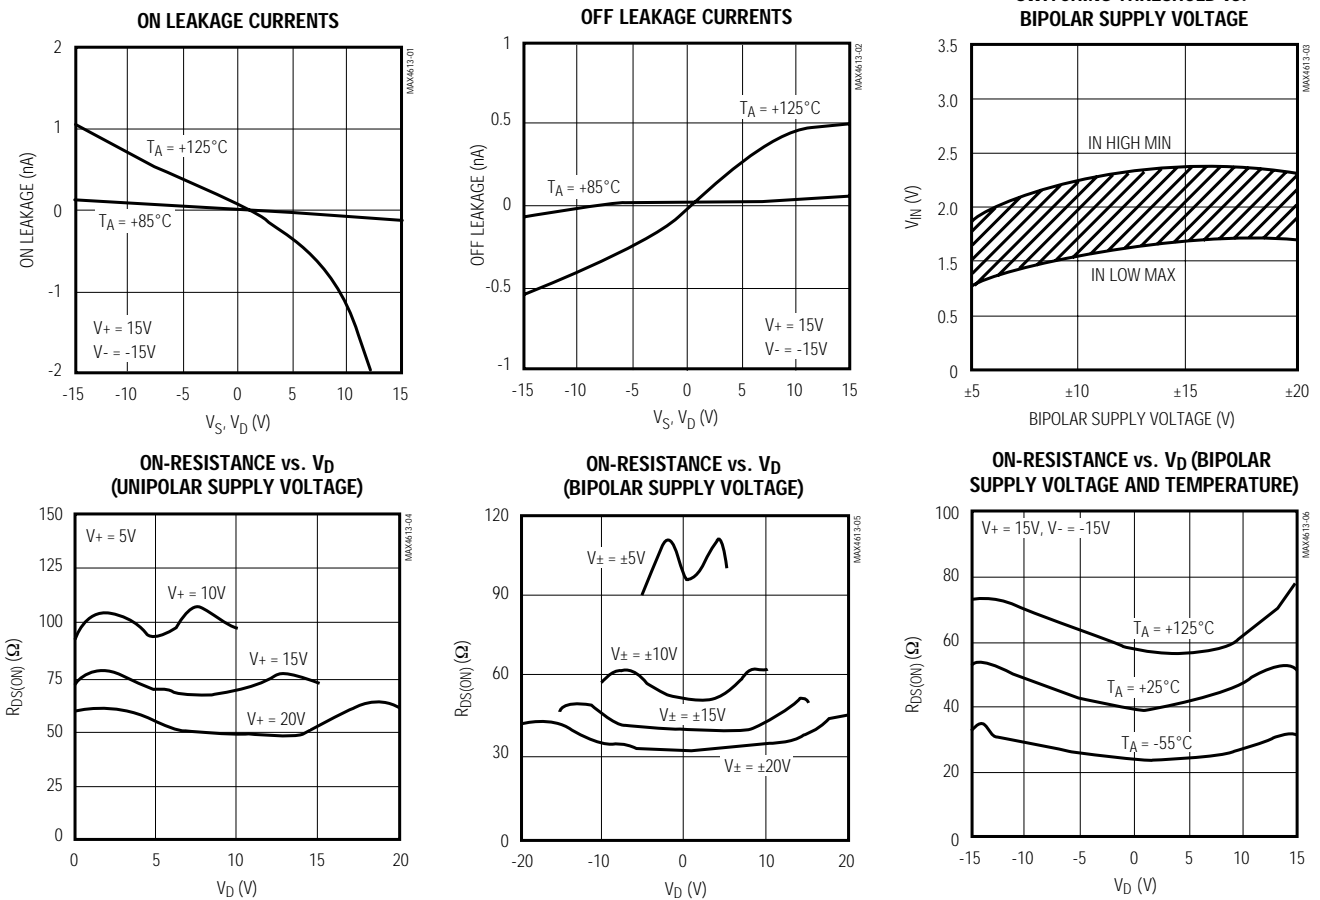 ON LEAKAGE CURRENTS
MAX4613-01
2
1
0
-1
-2
ON LEAKAGE (nA)
TA = +125°C
TA = +85°C
V+ = 15V
V- = -15V
-15 -10 -5 0 5 10 15
VS, VD (V)
OFF LEAKAGE CURRENTS
MAX4613-02
1
0.5
0
-0.5
-1
OFF LEAKAGE (nA)
TA = +125°C
TA = +85°C
V+ = 15V
V- = -15V
-15 -10 -5 0 5 10 15
VS, VD (V)
BIPOLAR SUPPLY VOLTAGE
MAX4613-03
3.5
3.0
2.5
2.0
1.5
0.5
0
VIN (V)
IN HIGH MIN
IN LOW MAX
±5 ±10 ±15 ±20
BIPOLAR SUPPLY VOLTAGE (V)
ON-RESISTANCE vs. VD
(UNIPOLAR SUPPLY VOLTAGE)
MAX4613-04
150
125
100
75
50
25
0
RDS(ON) (Ω)
V+ = 5V
V+ = 10V
V+ = 15V
V+ = 20V
0 5 10 15 20
VD (V)
ON-RESISTANCE vs. VD
(BIPOLAR SUPPLY VOLTAGE)
MAX4613-05
120
90
60
30
0
RDS(ON) (Ω)
V± = ±5V
V± = ±10V
V± = ±15V
V± = ±20V
-20 -10 0 10 20
VD (V)
ON-RESISTANCE vs. VD (BIPOLAR
SUPPLY VOLTAGE AND TEMPERATURE)
MAX4613-06
100
80
60
40
20
0
RDS(ON) (Ω)
V+ = 15V, V- = -15V
TA = +125°C
TA = +25°C
TA = -55°C
-15 -10 -5 0 5 10 15
VD (V)